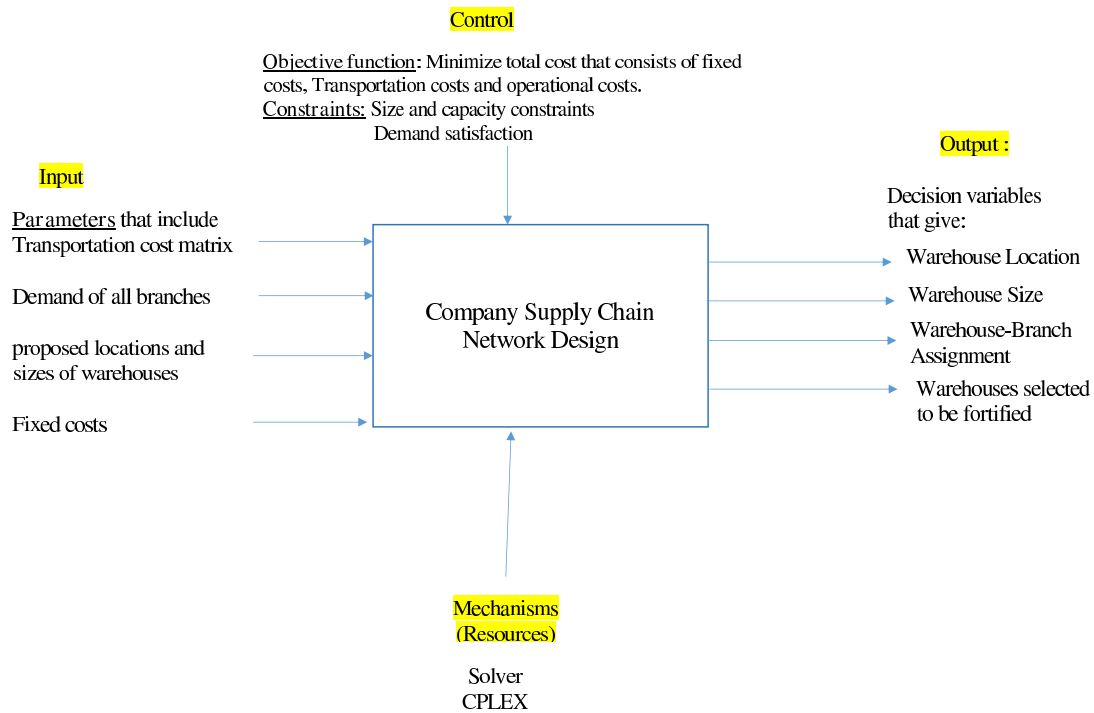 Control
Objective function: Minimize total cost that consists of fixed
costs, Transportation costs and operational costs.
Constraints: Size and capacity constraints
Demand satisfaction
Input
Parameters that include
Transportation cost matrix
Demand of all branches
proposed locations and
sizes of warehouses
Fixed costs
Company Supply Chain
Network Design
Output :
Decision variables
that give:
Warehouse Location
Warehouse Size
Warehouse-Branch
Assignment
Warehouses selected
to be fortified
Mechanisms
(Resources)
Solver
CPLEX